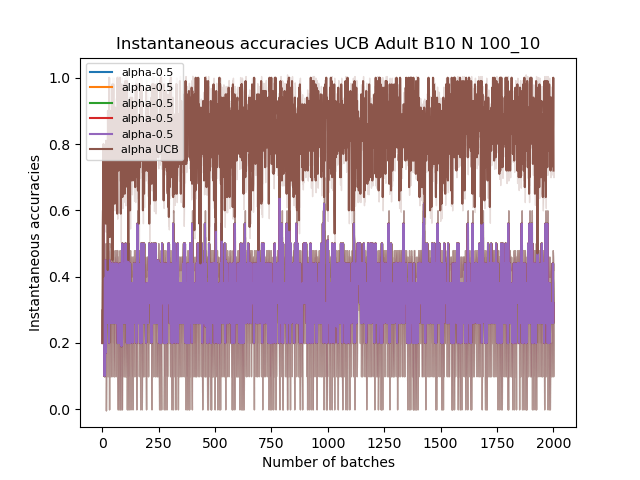 Instantaneous accuracies UCB Adult B10 N 100_10
alpha-0.5
alpha-0.5
alpha-0.5
alpha-0.5
alpha-0.5
alpha UCB
Instantaneous accuracies
1.0
0.8
0.6
0.4
0.2
0.0
0 250 500 750 1000 1250 1500 1750 2000
Number of batches